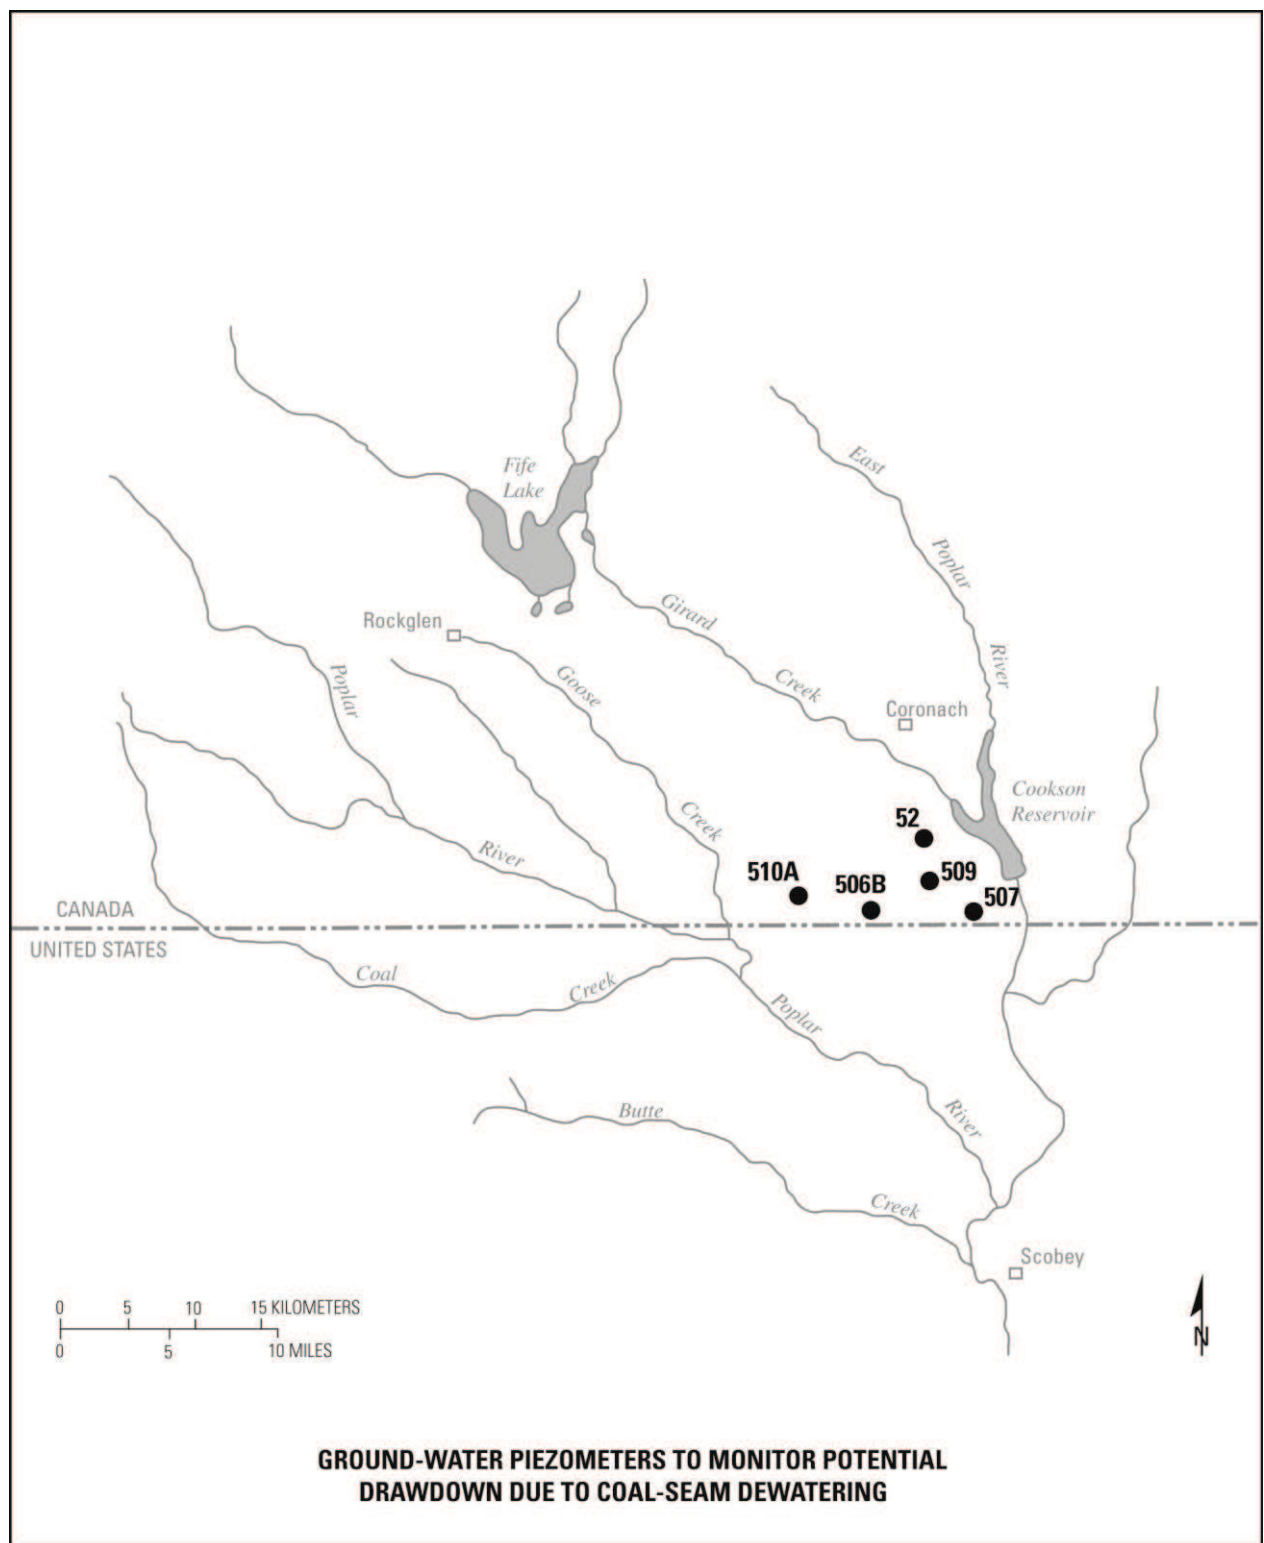 Fife
Lake
East
Poplar
River
Girard
Creek
Rockglen
Goose
Creek
Poplar
River
Coronach
Cookson
Reservoir
52
509
510A
506B
507
CANADA
UNITED STATES
Coal
Creek
Poplar
River
Butte
Creek
Scobey
0 5 10 15 KILOMETERS
0 5 10 MILES
N
GROUND-WATER PIEZOMETERS TO MONITOR POTENTIAL
DRAWDOWN DUE TO COAL-SEAM DEWATERING